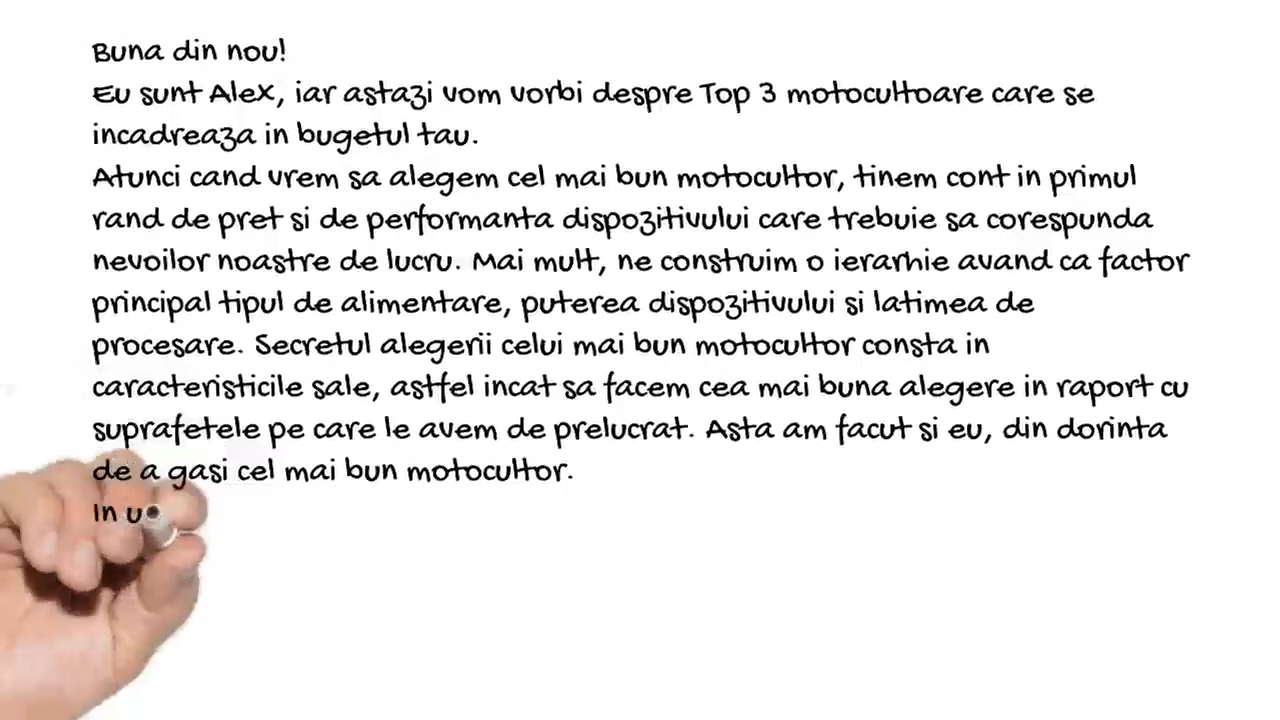 Buna din nou!
Eu sunt Alex, iar astazi vom vorbi despre Top 3 motocultoare care se
incadreaza in bugetul tau.
Atunci cand vrem sa alegem cel mai bun motocultor, tinem cont in primul
rand de pret si de performanta dispozitivului care trebuie sa corespunda
nevoilor noastre de lucru. Mai mult, ne construim o ierarhie avand ca factor
principal tipul de alimentare, puterea dispozitivului si latimea de
procesare. Secretul alegerii celui mai bun motocultor consta in
caracteristicile sale, astfel incat sa facem cea mai buna alegere in raport cu
suprafetele pe care le avem de prelucrat. Asta am facut si eu, din dorinta
de a gasi cel mai bun motocultor.
In u